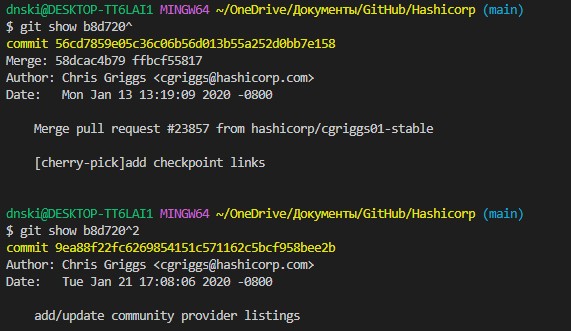 dnski@DESKTOP-TT6LAI1 MINGW64 ~/OneDrive/Документы/GitHub/Hashicorp (main)
$ git show b8d720^
commit 56cd7859e05c36c06b56d013b55a252d0bb7e158
Merge: 58dcac4b79 ffbcf55817
Author: Chris Griggs <cgriggs@hashicorp.com>
Date:   Mon Jan 13 13:19:09 2020 -0800

    Merge pull request #23857 from hashicorp/cgriggs01-stable

    [cherry-pick]add checkpoint links

dnski@DESKTOP-TT6LAI1 MINGW64 ~/OneDrive/Документы/GitHub/Hashicorp (main)
$ git show b8d720^2
commit 9ea88f22fc6269854151c571162c5bcf958bee2b
Author: Chris Griggs <cgriggs@hashicorp.com>
Date:   Tue Jan 21 17:08:06 2020 -0800

    add/update community provider listings